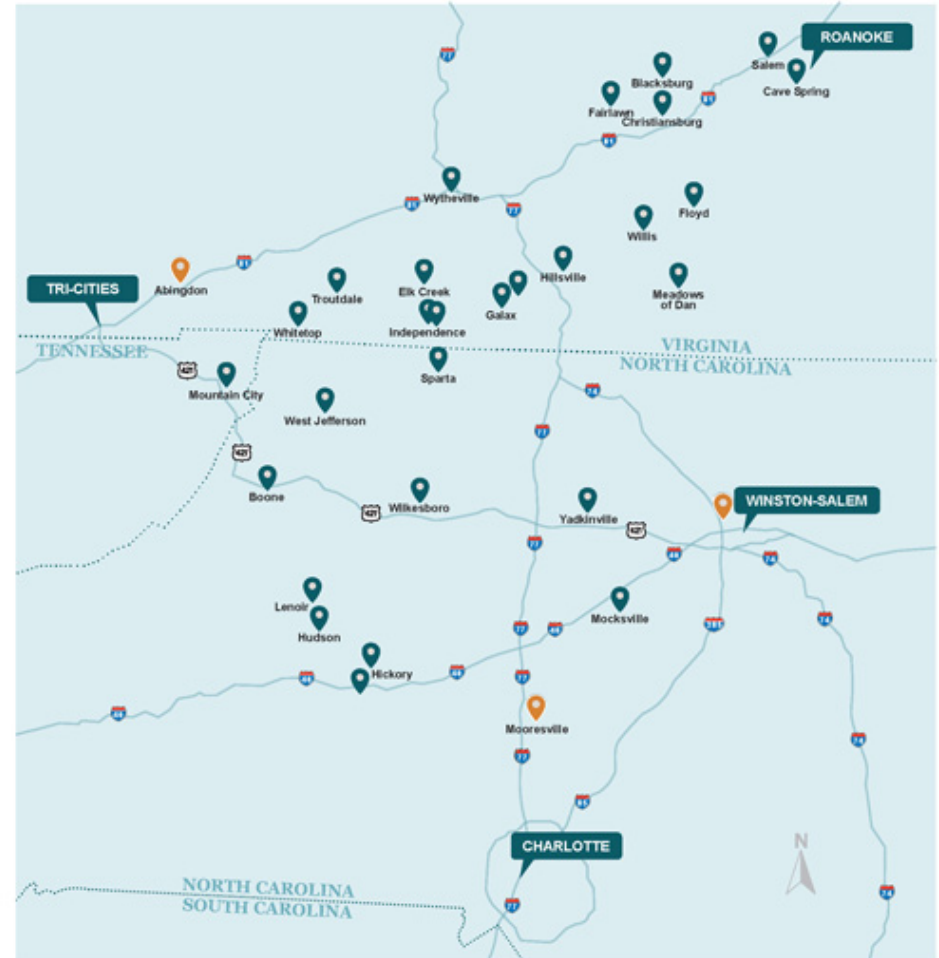 77
ROANOKE
Salem
Blacksburg
Cave Spring
Fairlawn
81
Christiansburg
81
Wytheville
81
77
Floyd
Willis
81
Hillsville
Abingdon
TRI-CITIES
Troutdale
Elk Creek
Galax
Meadows
of Dan
Whitetop
Independence
TENNESSEE
VIRGINIA
NORTH CAROLINA
421
Sparta
Mountain City
74
West Jefferson
77
421
Boone
Wilkesboro
421
Yadkinville
WINSTON-SALEM
421
77
40
74
Lenoir
Hudson
Mocksville
77
40
285
74
Hickory
40
40
77
40
Mooresville
74
77
85
CHARLOTTE
N
NORTH CAROLINA
SOUTH CAROLINA
77
74